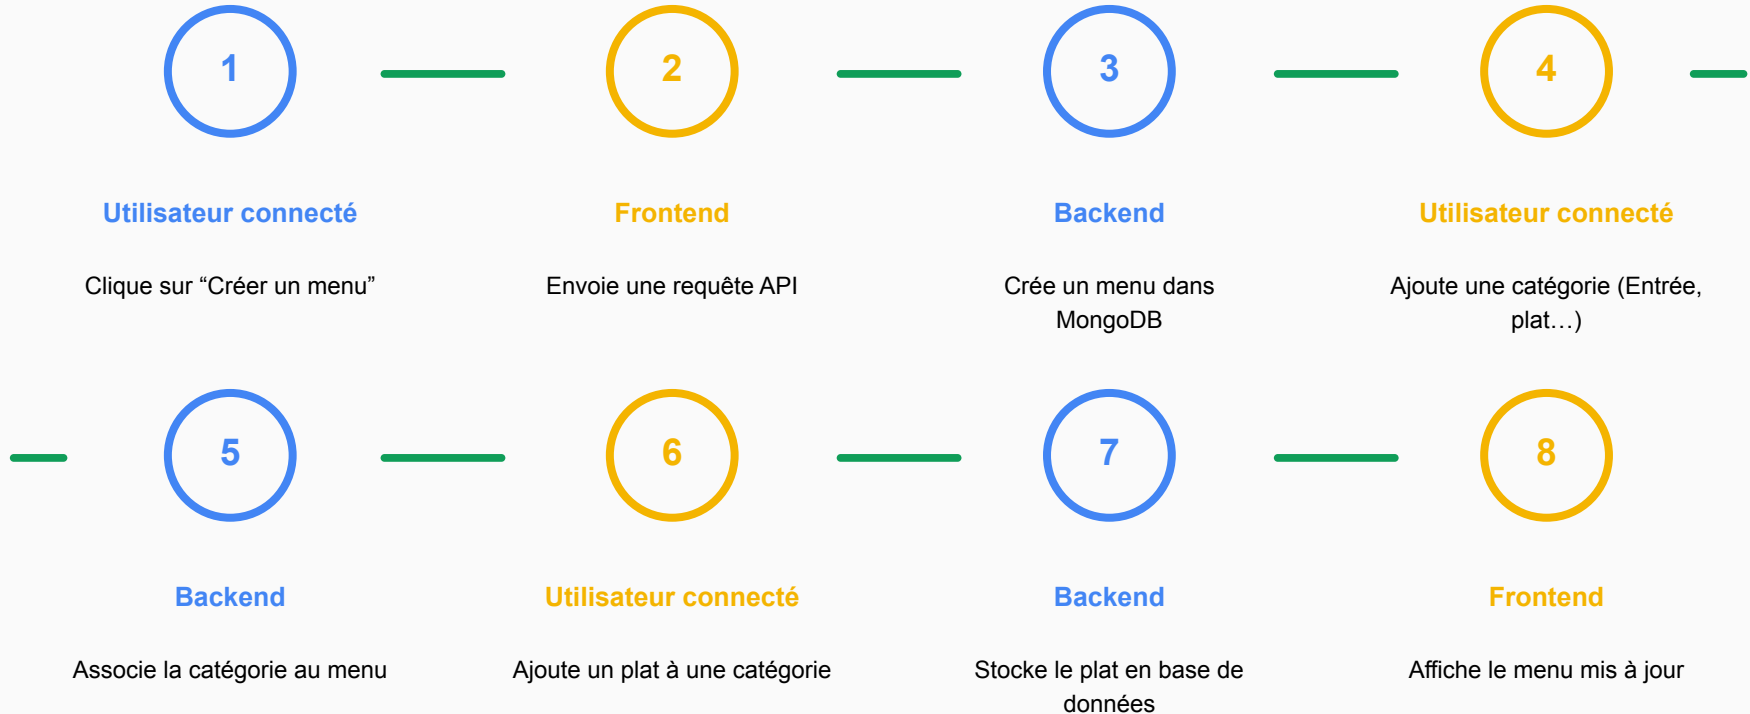 1
2
3
4
Utilisateur connecté
Frontend
Backend
Utilisateur connecté
Clique sur “Créer un menu”
Envoie une requête API
Crée un menu dans
MongoDB
Ajoute une catégorie (Entrée,
plat…)
5
6
7
8
Backend
Utilisateur connecté
Backend
Frontend
Associe la catégorie au menu
Ajoute un plat à une catégorie
Stocke le plat en base de
données
Affiche le menu mis à jour